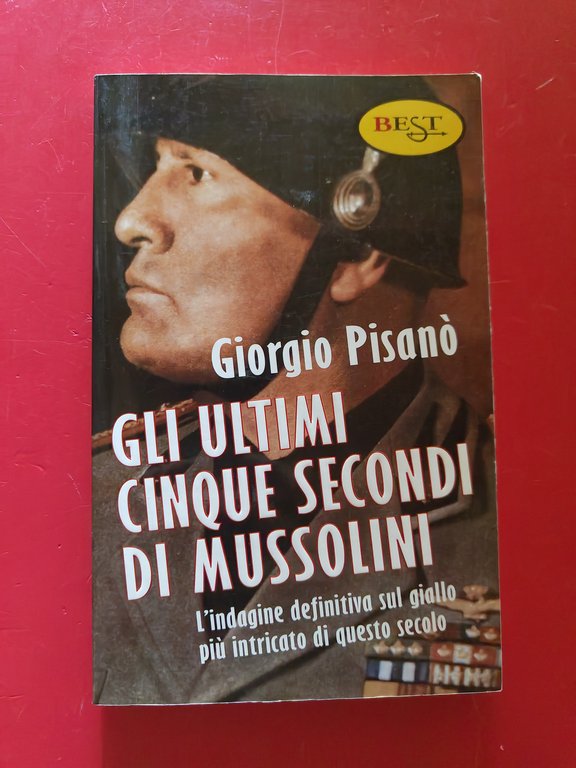 BEST
Giorgio Pisanò
GLI ULTIMI
CINQUE SECONDI
DI MUSSOLINI
L'indagine definitiva sul giallo
più intricato di questo secolo